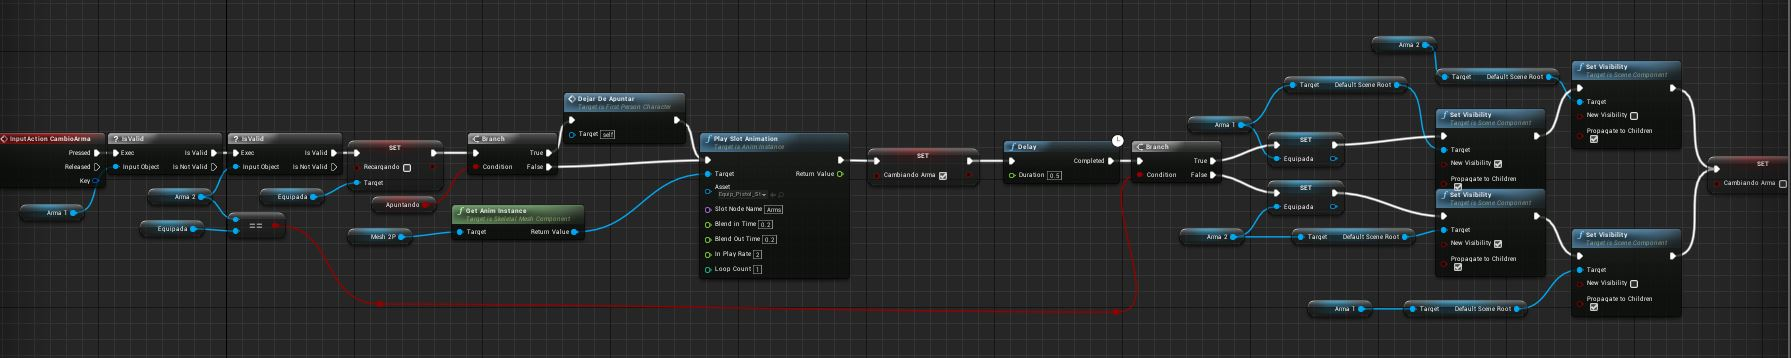 InputAction CambioArma
Pressed
Released
Key
Arma 1
? IsValid
Exec
Is Valid
Input Object
Is Not Valid
Arma 2
Equipada
==
? IsValid
Exec
Is Valid
Input Object
Is Not Valid
Equipada
SET
Recargando
Target
Apuntando
Branch
True
Condition
False
Dejar De Apuntar
Target is First Person Character
Target self
Mesh 2P
Get Anim Instance
Target is Skeletal Mesh Component
Target
Return Value
Play Slot Animation
Target is Anim Instance
Target
Return Value
Asset
Equip_Pistol_St
Slot Node Name Arms
Blend in Time 0.2
Blend Out Time 0.2
In Play Rate 2
Loop Count 1
SET
Cambiando Arma
Delay
Completed
Duration 0.5
Branch
True
Condition
False
Arma 1
Target
Default Scene Root
SET
Equipada
Arma 2
Target
Default Scene Root
Set Visibility
Target is Scene Component
Target
New Visibility
Propagate to Children
Set Visibility
Target is Scene Component
Target
New Visibility
SET
Equipada
Arma 2
Target
Default Scene Root
Set Visibility
Target is Scene Component
Target
New Visibility
Propagate to Children
Arma 1
Target
Default Scene Root
Set Visibility
Target is Scene Component
Target
New Visibility
Propagate to Children
SET
Cambiando Arma